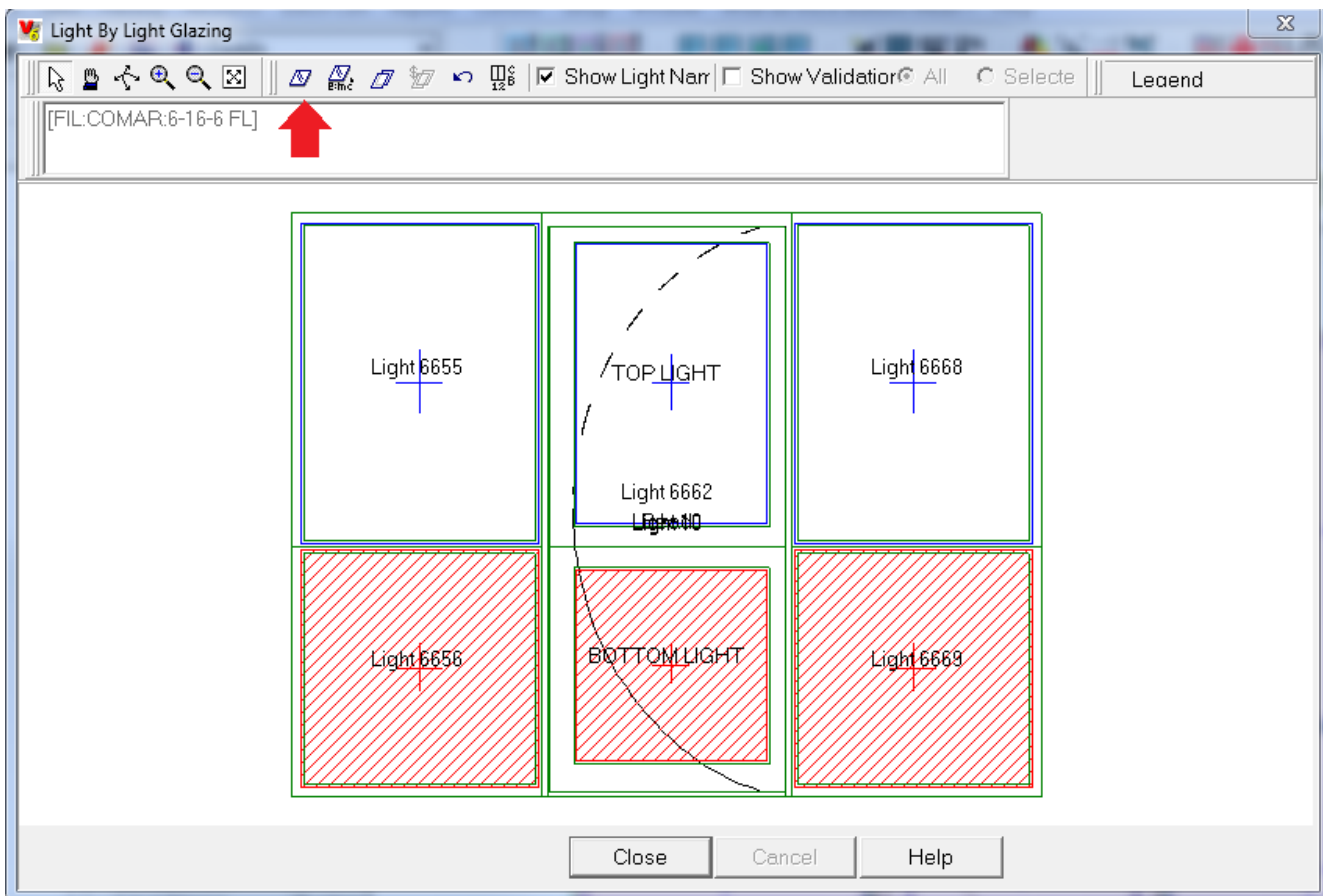 Light By Light Glazing
Show Light Nam Show Validation All Selecte Legend
[FIL:COMAR:6-16-6 FL]
Light 6655
TOP LIGHT
Light 6668
Light 6662
Light 6656
BOTTOM LIGHT
Light 6669
Close Cancel Help